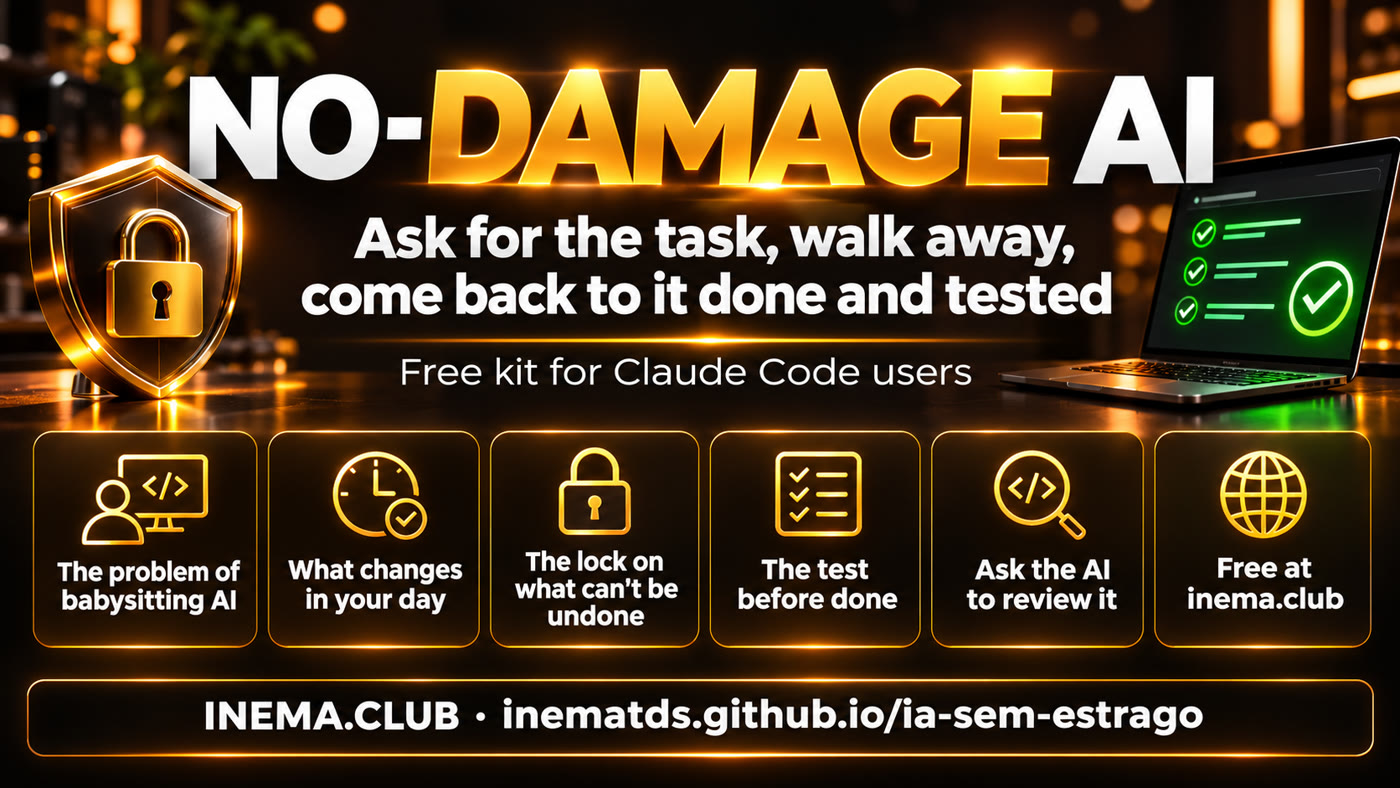 NO-DAMAGE AI
Ask for the task, walk away,
come back to it done and tested
Free kit for Claude Code users
</>
The problem of
babysitting AI
What changes
in your day
The lock on
what can't be
undone
The test
before done
</>
Ask the AI
to review it
Free at
inema.club
INEMA.CLUB • inematds.github.io/ia-sem-estrago